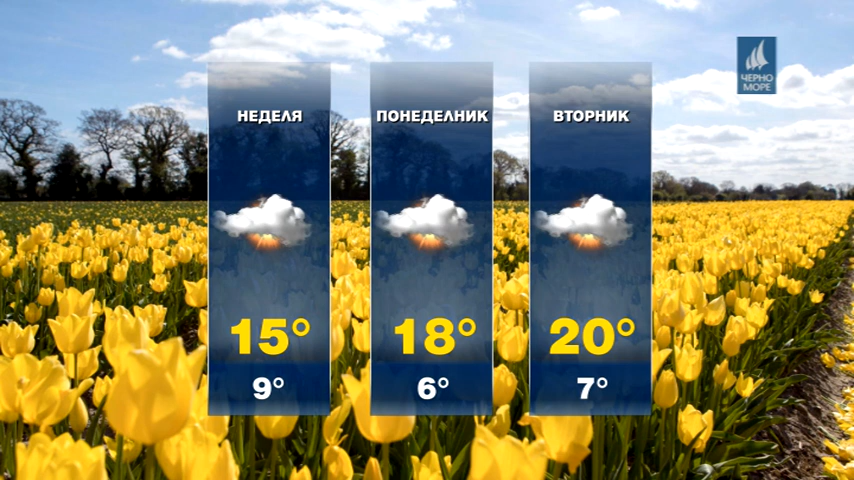 ЧЕРНО
МОРЕ
НЕДЕЛЯ
ПОНЕДЕЛНИК
ВТОРНИК
15°
18°
20°
9°
6°
7°